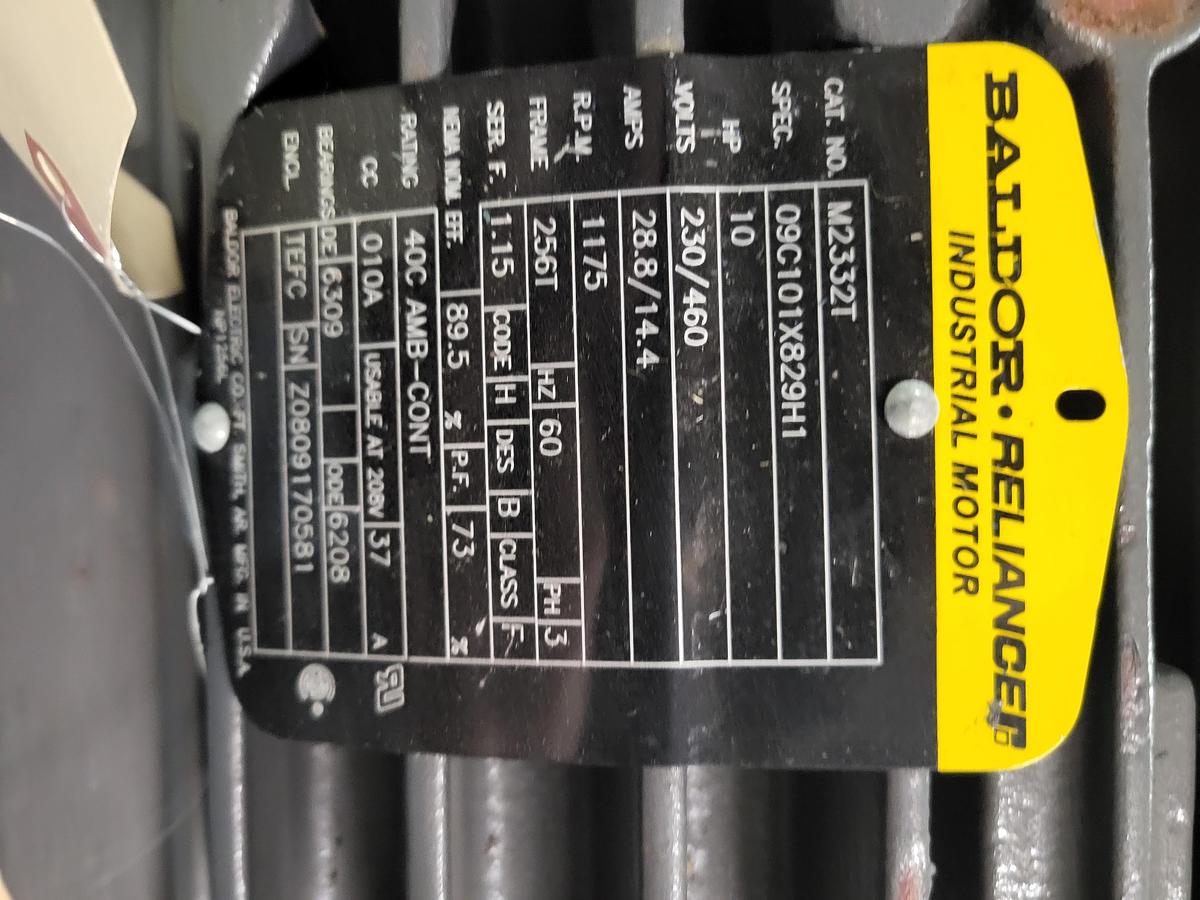 BALDOR • RELIANCER
INDUSTRIAL MOTOR
CAT. NO. M2332T
SPEC. 09C101X829H1
HP 10
VOLTS 230/460
AMPS 28.8/14.4
R.P.M. 1175
FRAME 256T HZ 60 PH 3
SER. F. 1.15 CODE H DES B CLASS F
NEMA NOM. EFF. 89.5 % P.F. 73 %
RATING 40C AMB-CONT
CC 010A USABLE AT 208V 37 A
BEARINGS DE 6309 ODE 6208
ENCL TEFC SN Z0809170581
BALDOR ELECTRIC CO. FT. SMITH, AR. MFG. IN U.S.A.